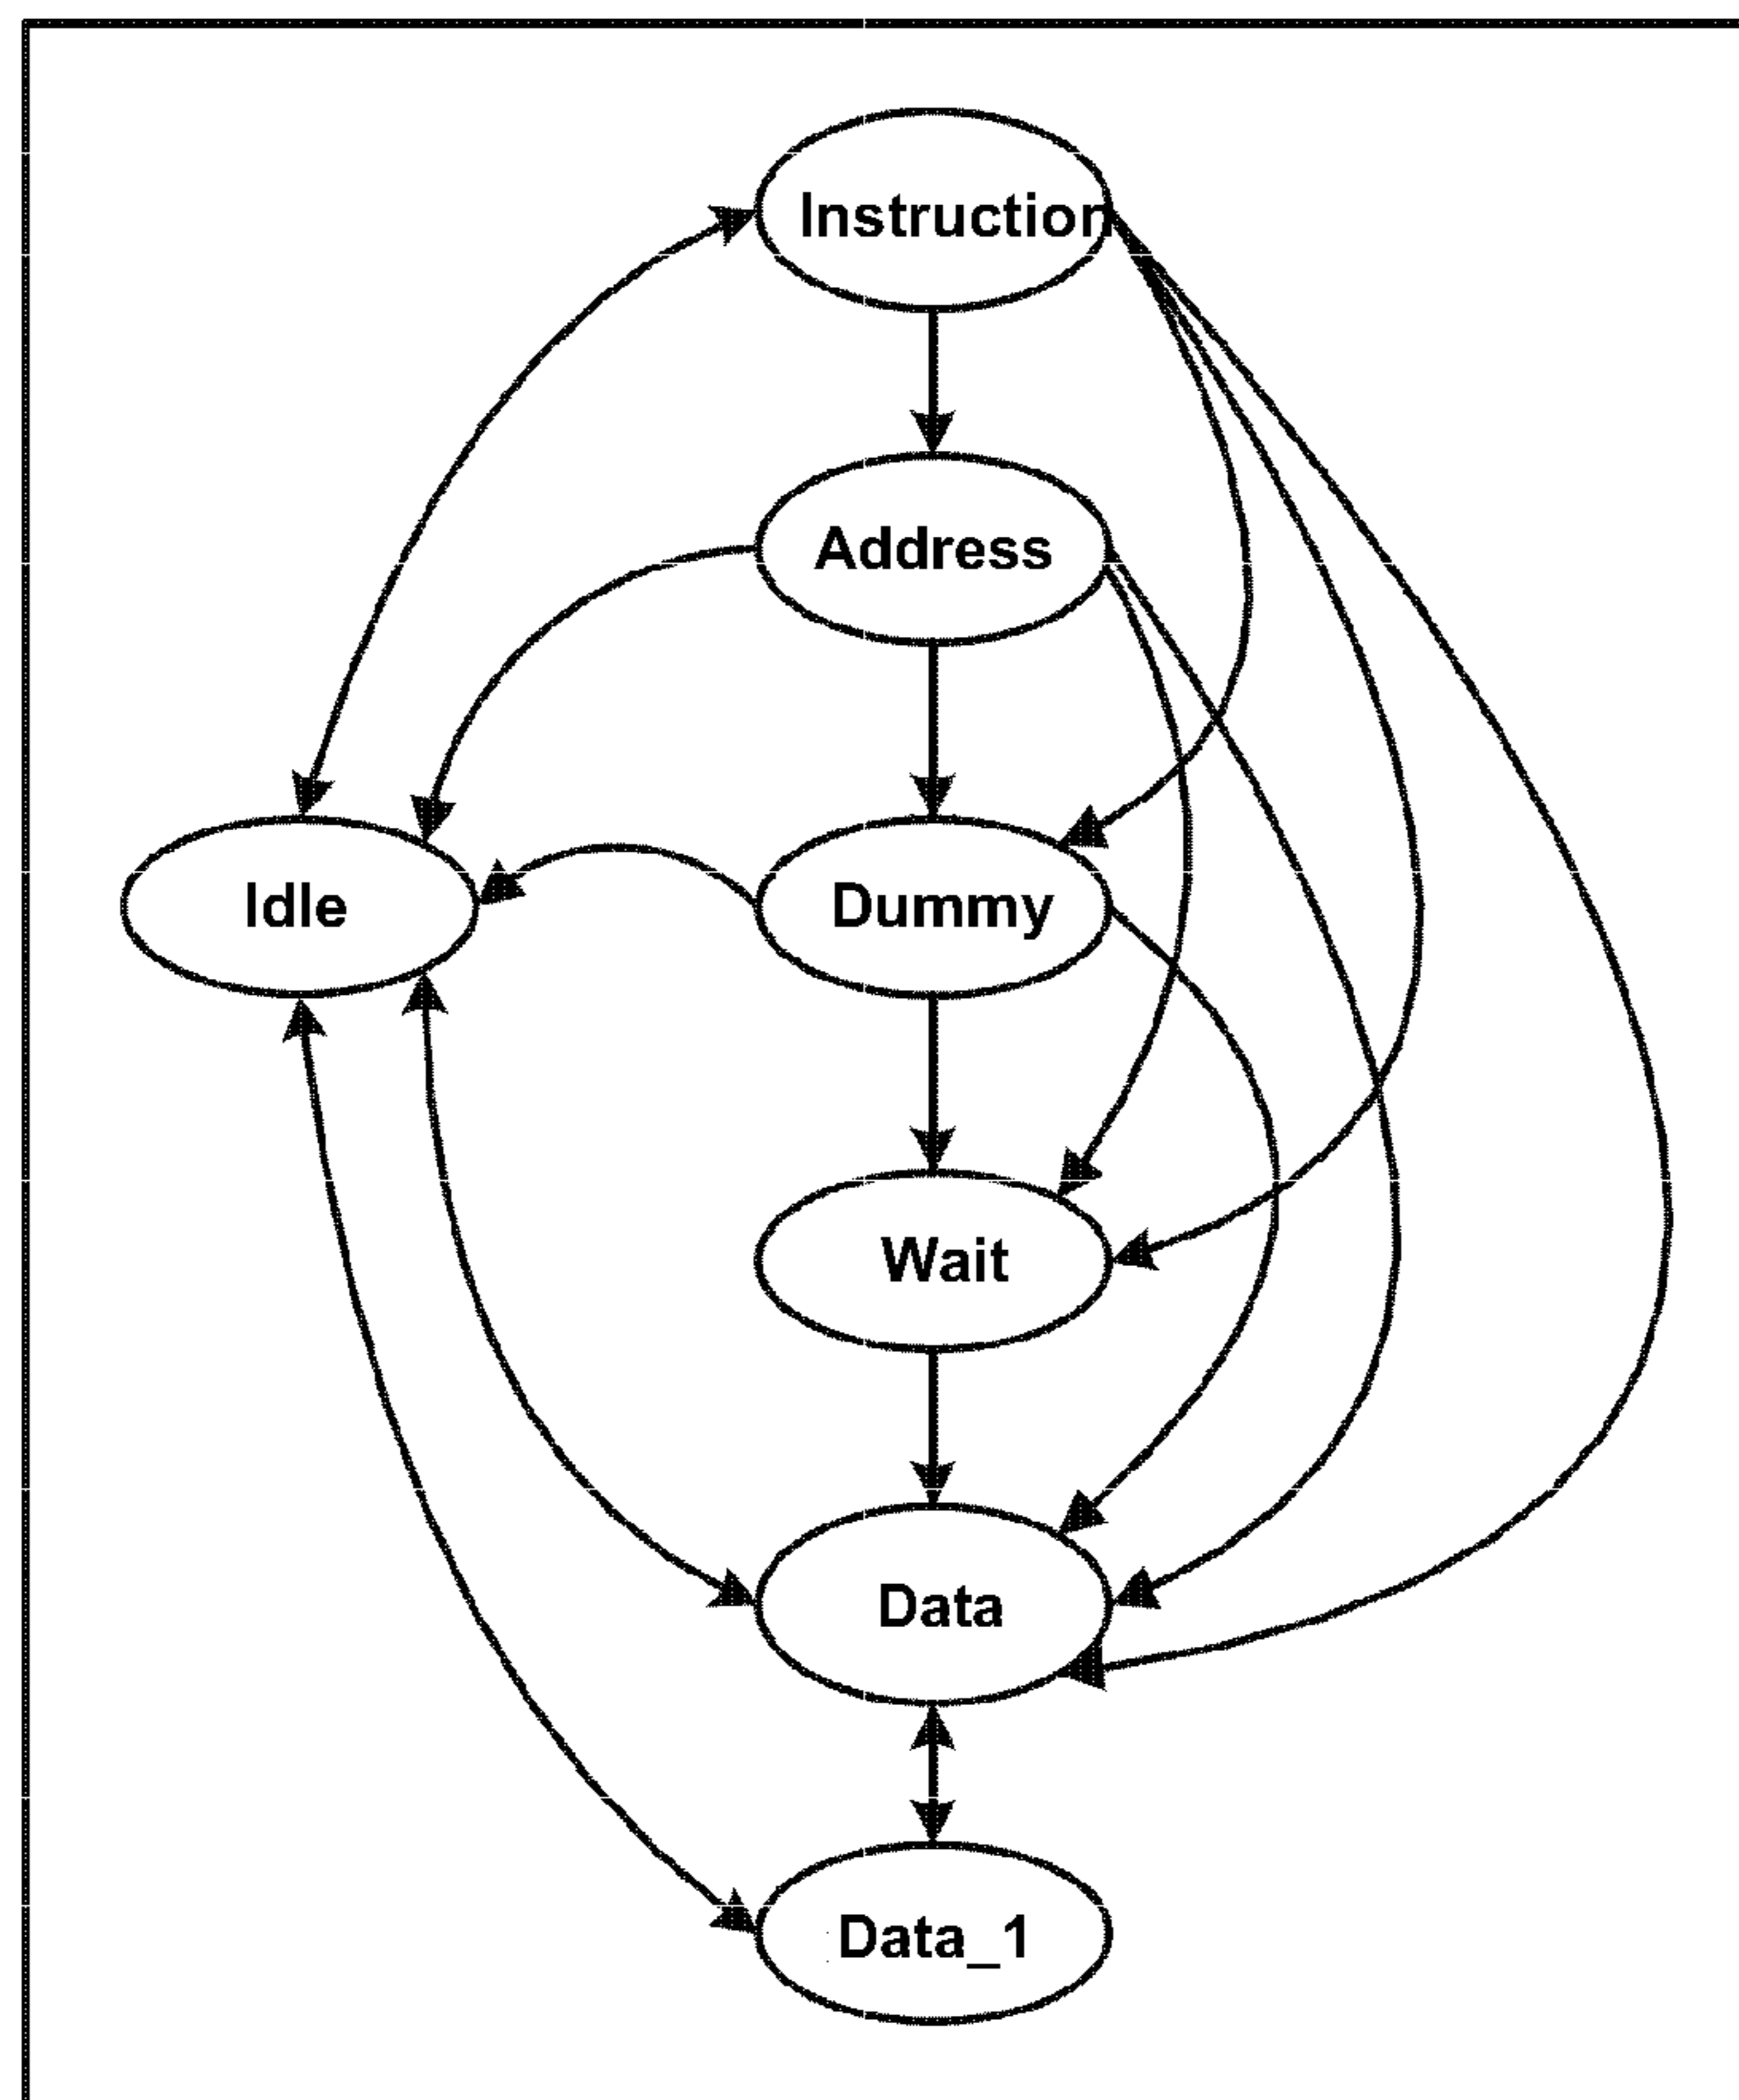 Instruction
Address
Idle
Dummy
Wait
Data
Data_1